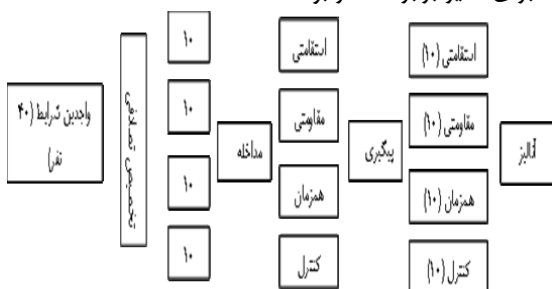 واجدین شرایط (۴۰
نفر)
تخصیص تصادفی
۱۰
۱۰
۱۰
۱۰
مداخله
استقامتی
مقاومتی
همزمان
کنترل
پیگیری
استقامتی (۱۰)
مقاومتی (۱۰)
همزمان (۱۰)
کنترل (۱۰)
آنالیز